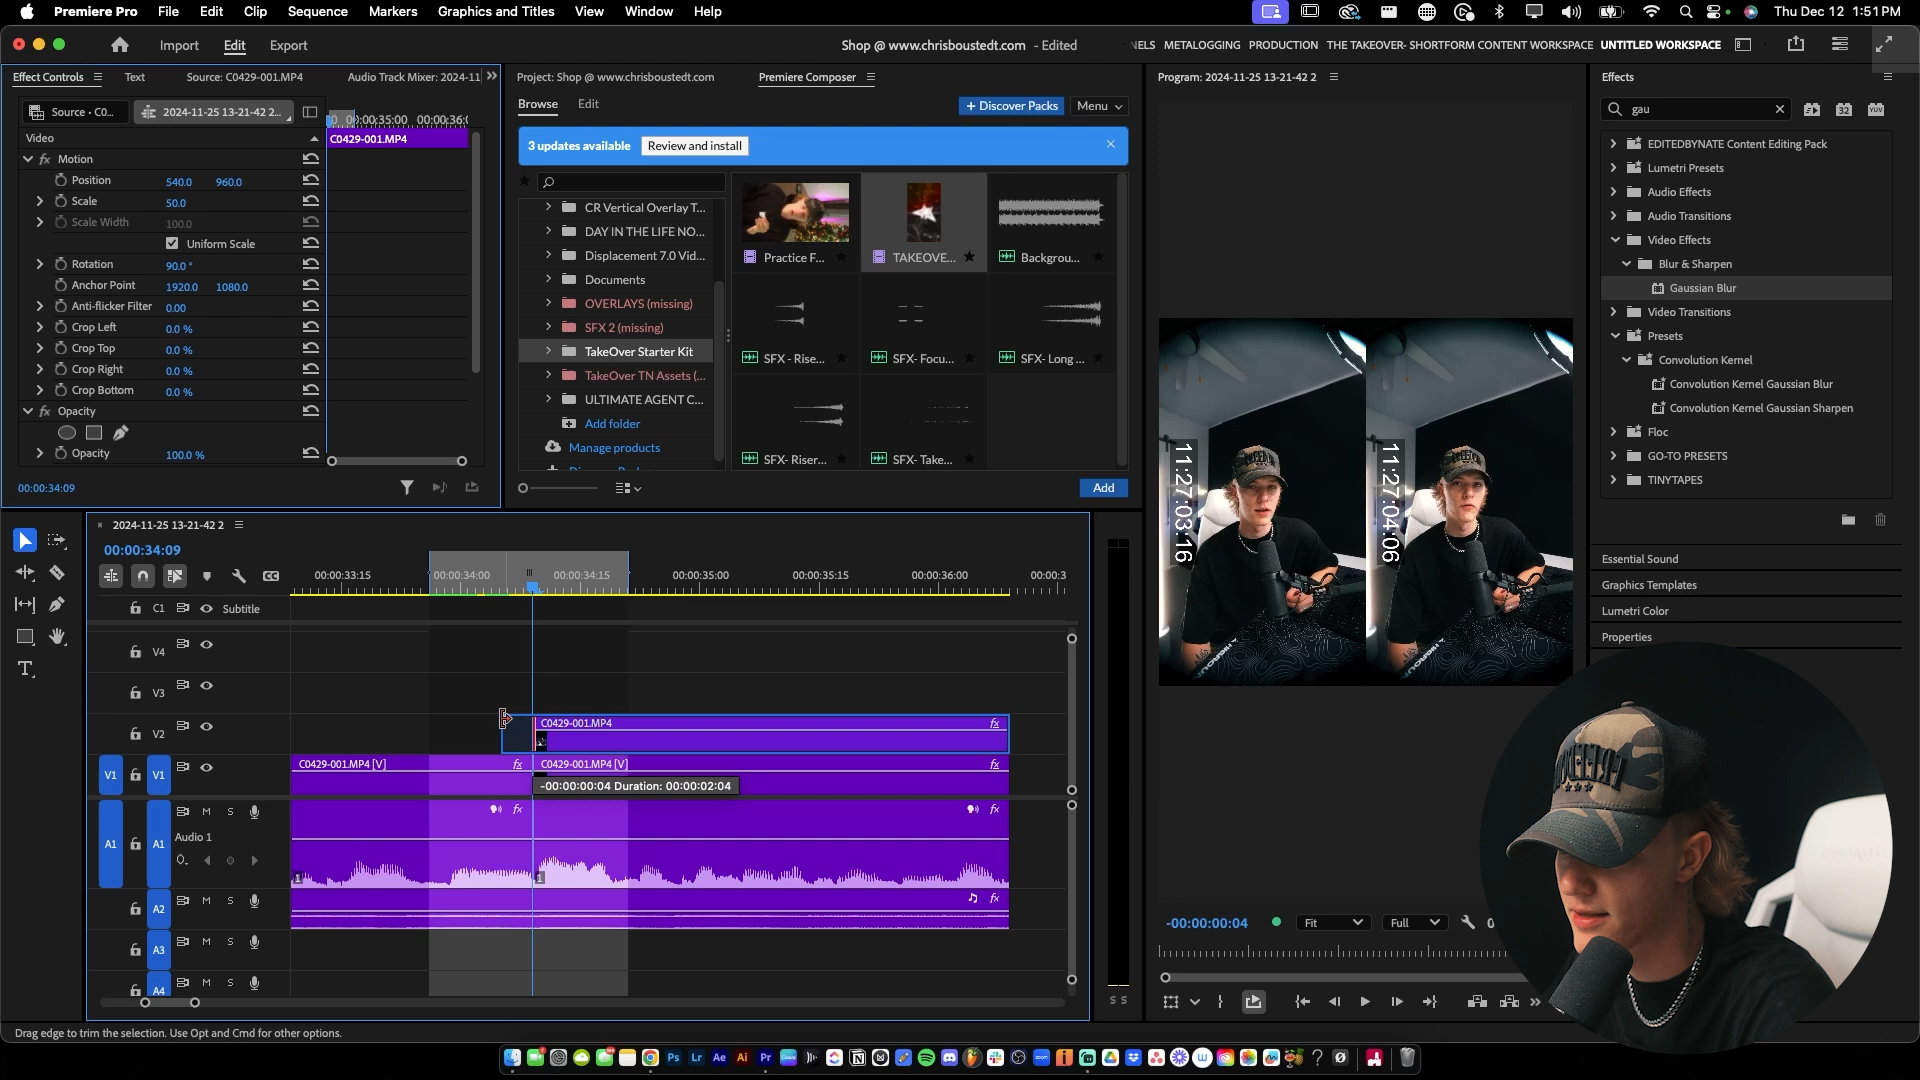 Premiere Pro File Edit Clip Sequence Markers Graphics and Titles View Window Help Thu Dec 12 1:51 PM
Import Edit Export Shop @ www.chrisboustedt.com - Edited NELS METALOGGING PRODUCTION THE TAKEOVER- SHORTFORM CONTENT WORKSPACE UNTITLED WORKSPACE
Effect Controls Text Source: C0429-001.MP4 Audio Track Mixer: 2024-11
Source • C0... 2024-11-25 13-21-42 2...
0 00:00:35:00 00:00:36:0
Video
C0429-001.MP4
Motion
Position 540.0 960.0
Scale 50.0
Scale Width 100.0
Uniform Scale
Rotation 90.0 °
Anchor Point 1920.0 1080.0
Anti-flicker Filter 0.00
Crop Left 0.0 %
Crop Top 0.0 %
Crop Right 0.0 %
Crop Bottom 0.0 %
Opacity
Opacity 100.0 %
00:00:34:09
Project: Shop @ www.chrisboustedt.com Premiere Composer
Browse Edit + Discover Packs Menu
3 updates available Review and install
CR Vertical Overlay T...
DAY IN THE LIFE NO...
Displacement 7.0 Vid...
Documents
OVERLAYS (missing)
SFX 2 (missing)
TakeOver Starter Kit
TakeOver TN Assets (...
ULTIMATE AGENT C...
Add folder
Manage products
Practice F... TAKEOVE... Backgrou...
SFX - Rise... SFX- Focu... SFX- Long ...
SFX- Riser... SFX- Take...
Add
Program: 2024-11-25 13-21-42 2
11:27:03:16
11:27:04:06
-00:00:00:04 Fit Full
Effects
gau
32 YUV
EDITEDBYNATE Content Editing Pack
Lumetri Presets
Audio Effects
Audio Transitions
Video Effects
Blur & Sharpen
Gaussian Blur
Video Transitions
Presets
Convolution Kernel
Convolution Kernel Gaussian Blur
Convolution Kernel Gaussian Sharpen
Floc
GO-TO PRESETS
TINYTAPES
Essential Sound
Graphics Templates
Lumetri Color
Properties
2024-11-25 13-21-42 2
00:00:34:09
00:00:33:15 00:00:34:00 00:00:34:15 00:00:35:00 00:00:35:15 00:00:36:00 00:00:3
C1 Subtitle
V4
V3
V2 C0429-001.MP4 fx
V1 V1 C0429-001.MP4 [V] fx C0429-001.MP4 [V] fx
-00:00:00:04 Duration: 00:00:02:04
M S fx fx
Audio 1
A1 A1
A2 M S fx
A3 M S
A4 M S
S S
Drag edge to trim the selection. Use Opt and Cmd for other options.
Ps Lr Ae Ai Pr